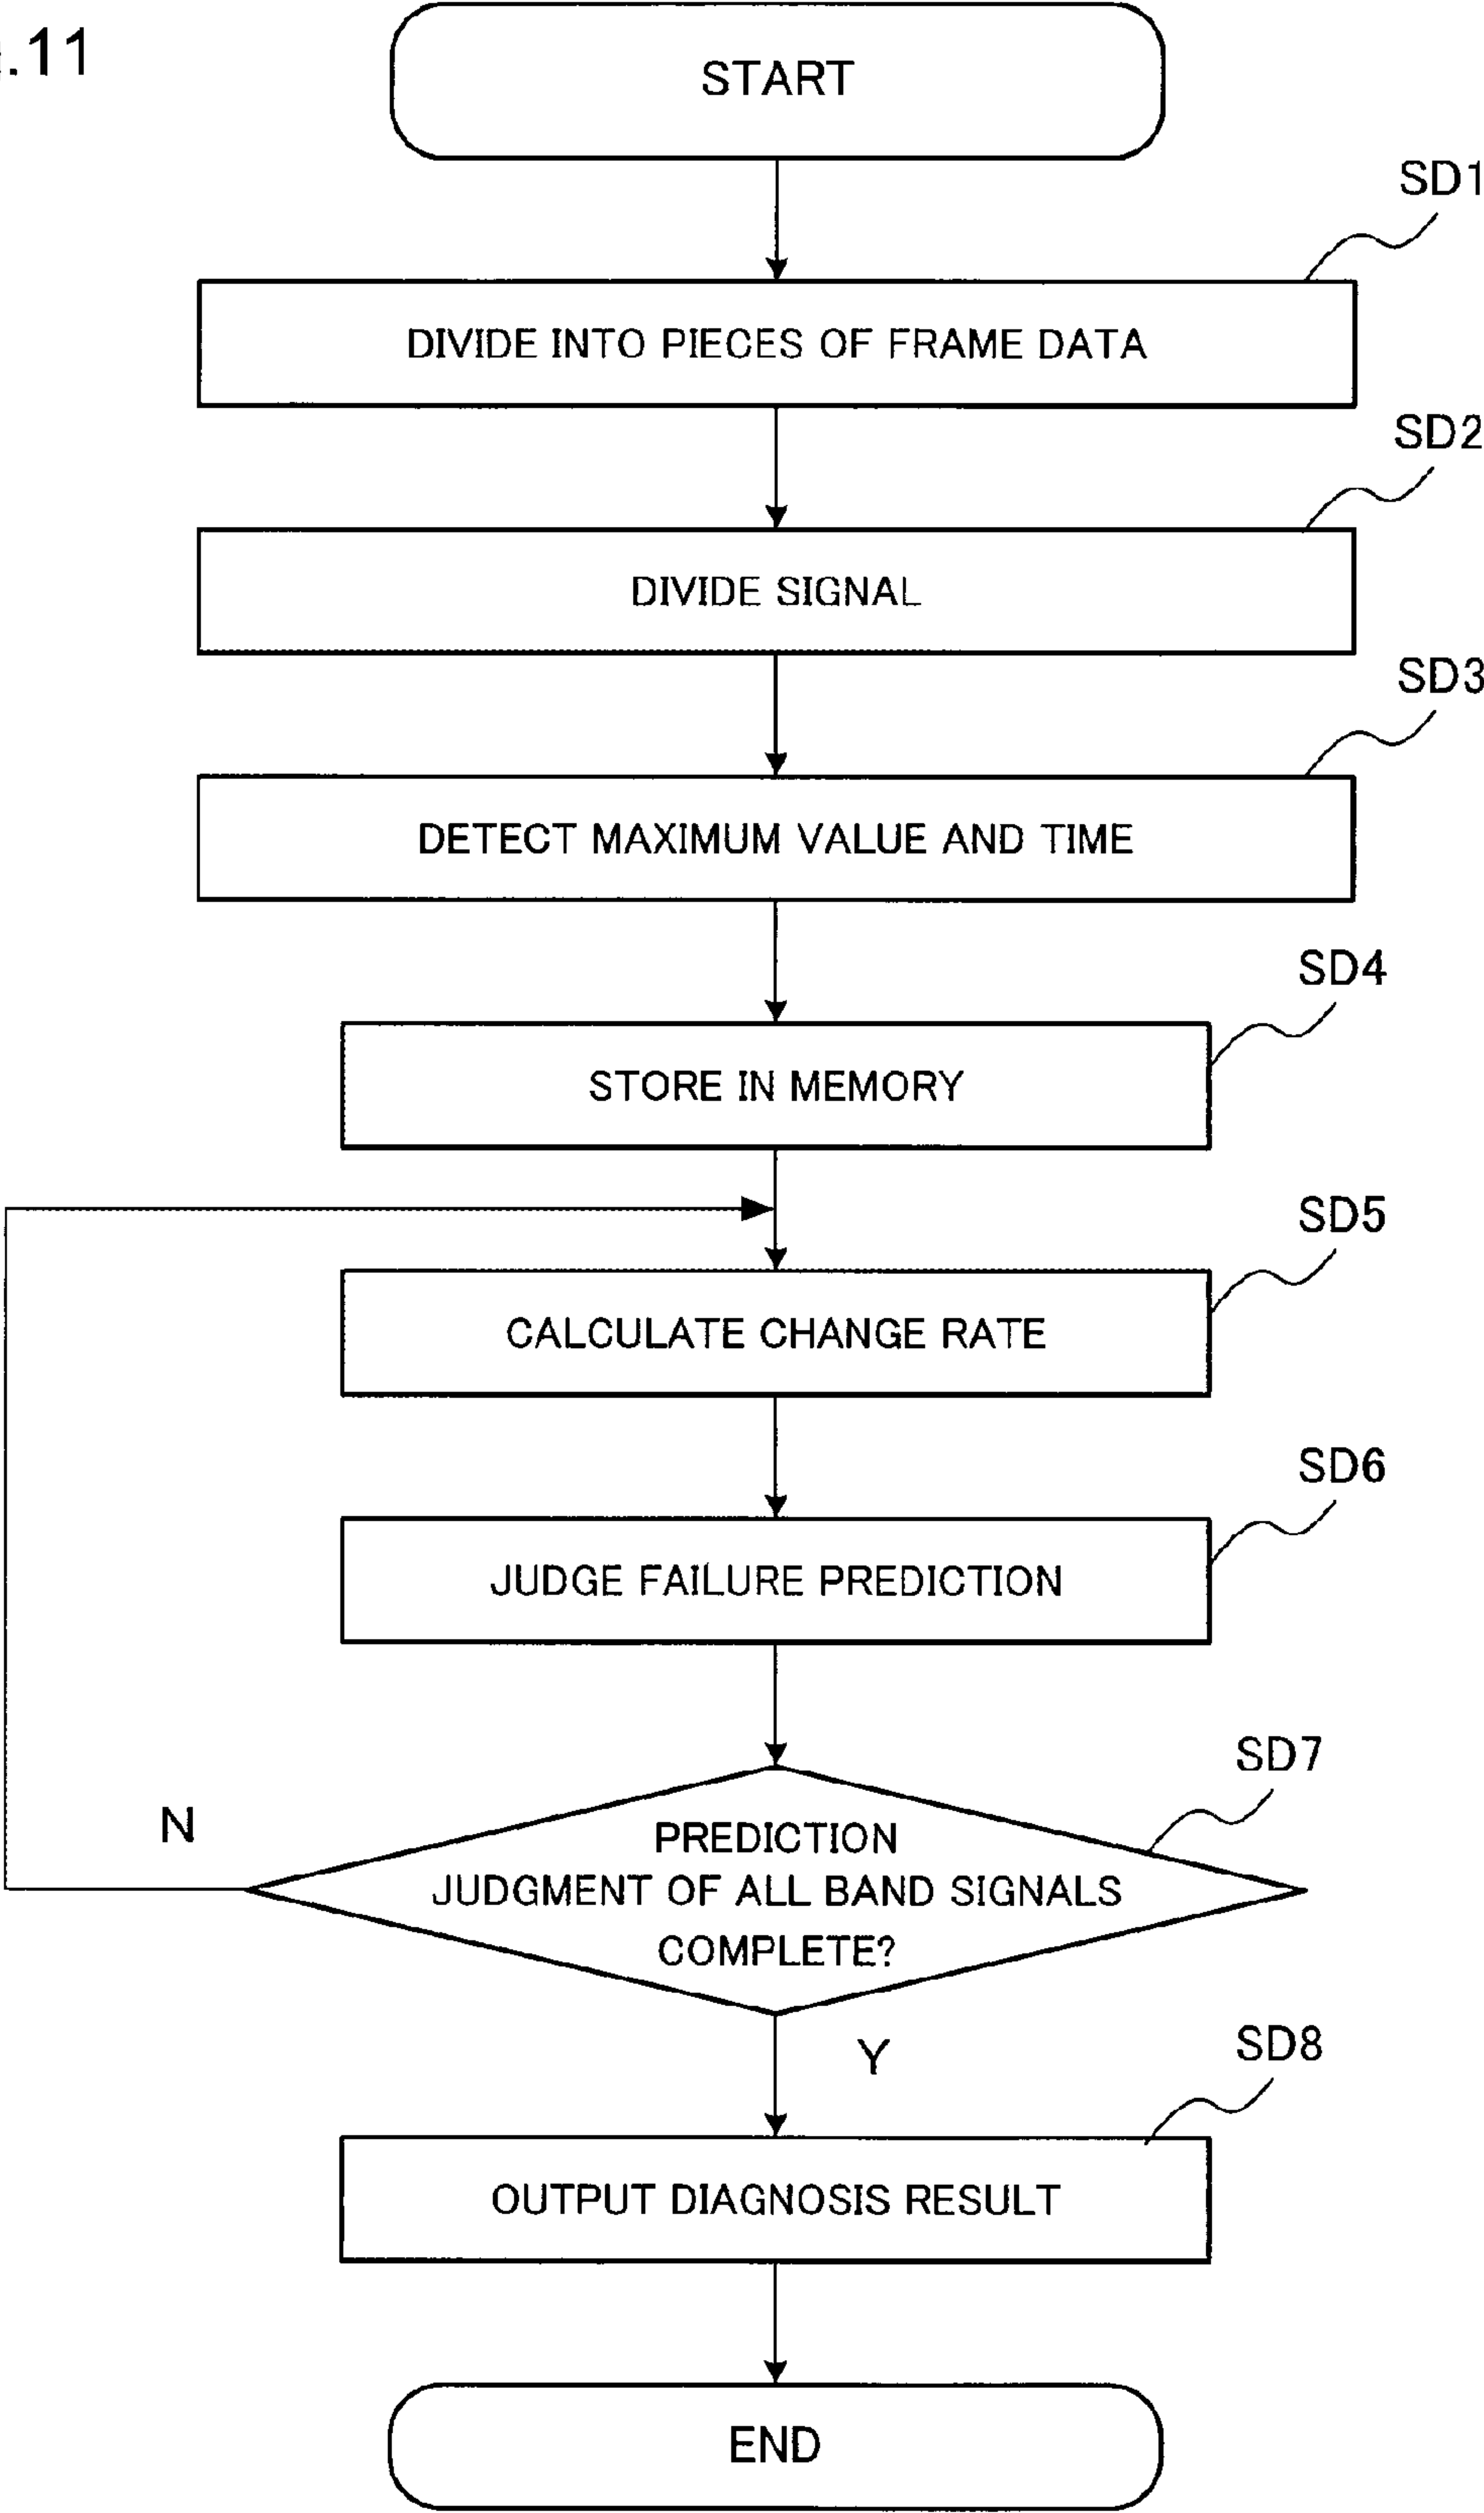 .11
START
SD1
DIVIDE INTO PIECES OF FRAME DATA
SD2
DIVIDE SIGNAL
SD3
DETECT MAXIMUM VALUE AND TIME
SD4
STORE IN MEMORY
SD5
CALCULATE CHANGE RATE
SD6
JUDGE FAILURE PREDICTION
SD7
N
PREDICTION
JUDGMENT OF ALL BAND SIGNALS
COMPLETE?
Y
SD8
OUTPUT DIAGNOSIS RESULT
END